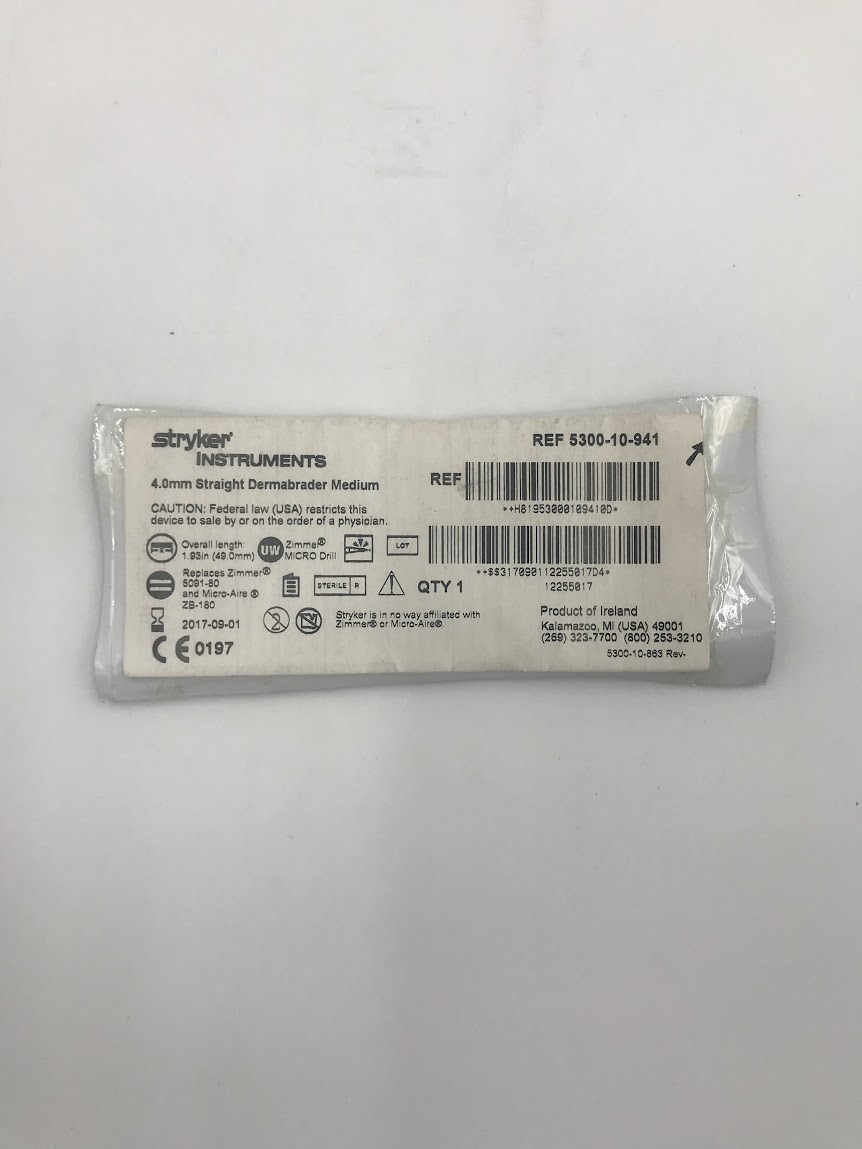 stryker®
INSTRUMENTS
REF 5300-10-941
4.0mm Straight Dermabrader Medium
REF
*+H81953000109410D*
CAUTION: Federal law (USA) restricts this
device to sale by or on the order of a physician.
Overall length:
1.93in (49.0mm)
UW
Zimmer®
MICRO Drill
LOT
*+$$317090112255017D4*
12255017
Replaces Zimmer®
5091-80
and Micro-Aire ®
ZB-180
STERILE R
QTY 1
2017-09-01
Stryker is in no way affiliated with
Zimmer® or Micro-Aire®.
Product of Ireland
Kalamazoo, MI (USA) 49001
(269) 323-7700 (800) 253-3210
CE 0197
5300-10-863 Rev-